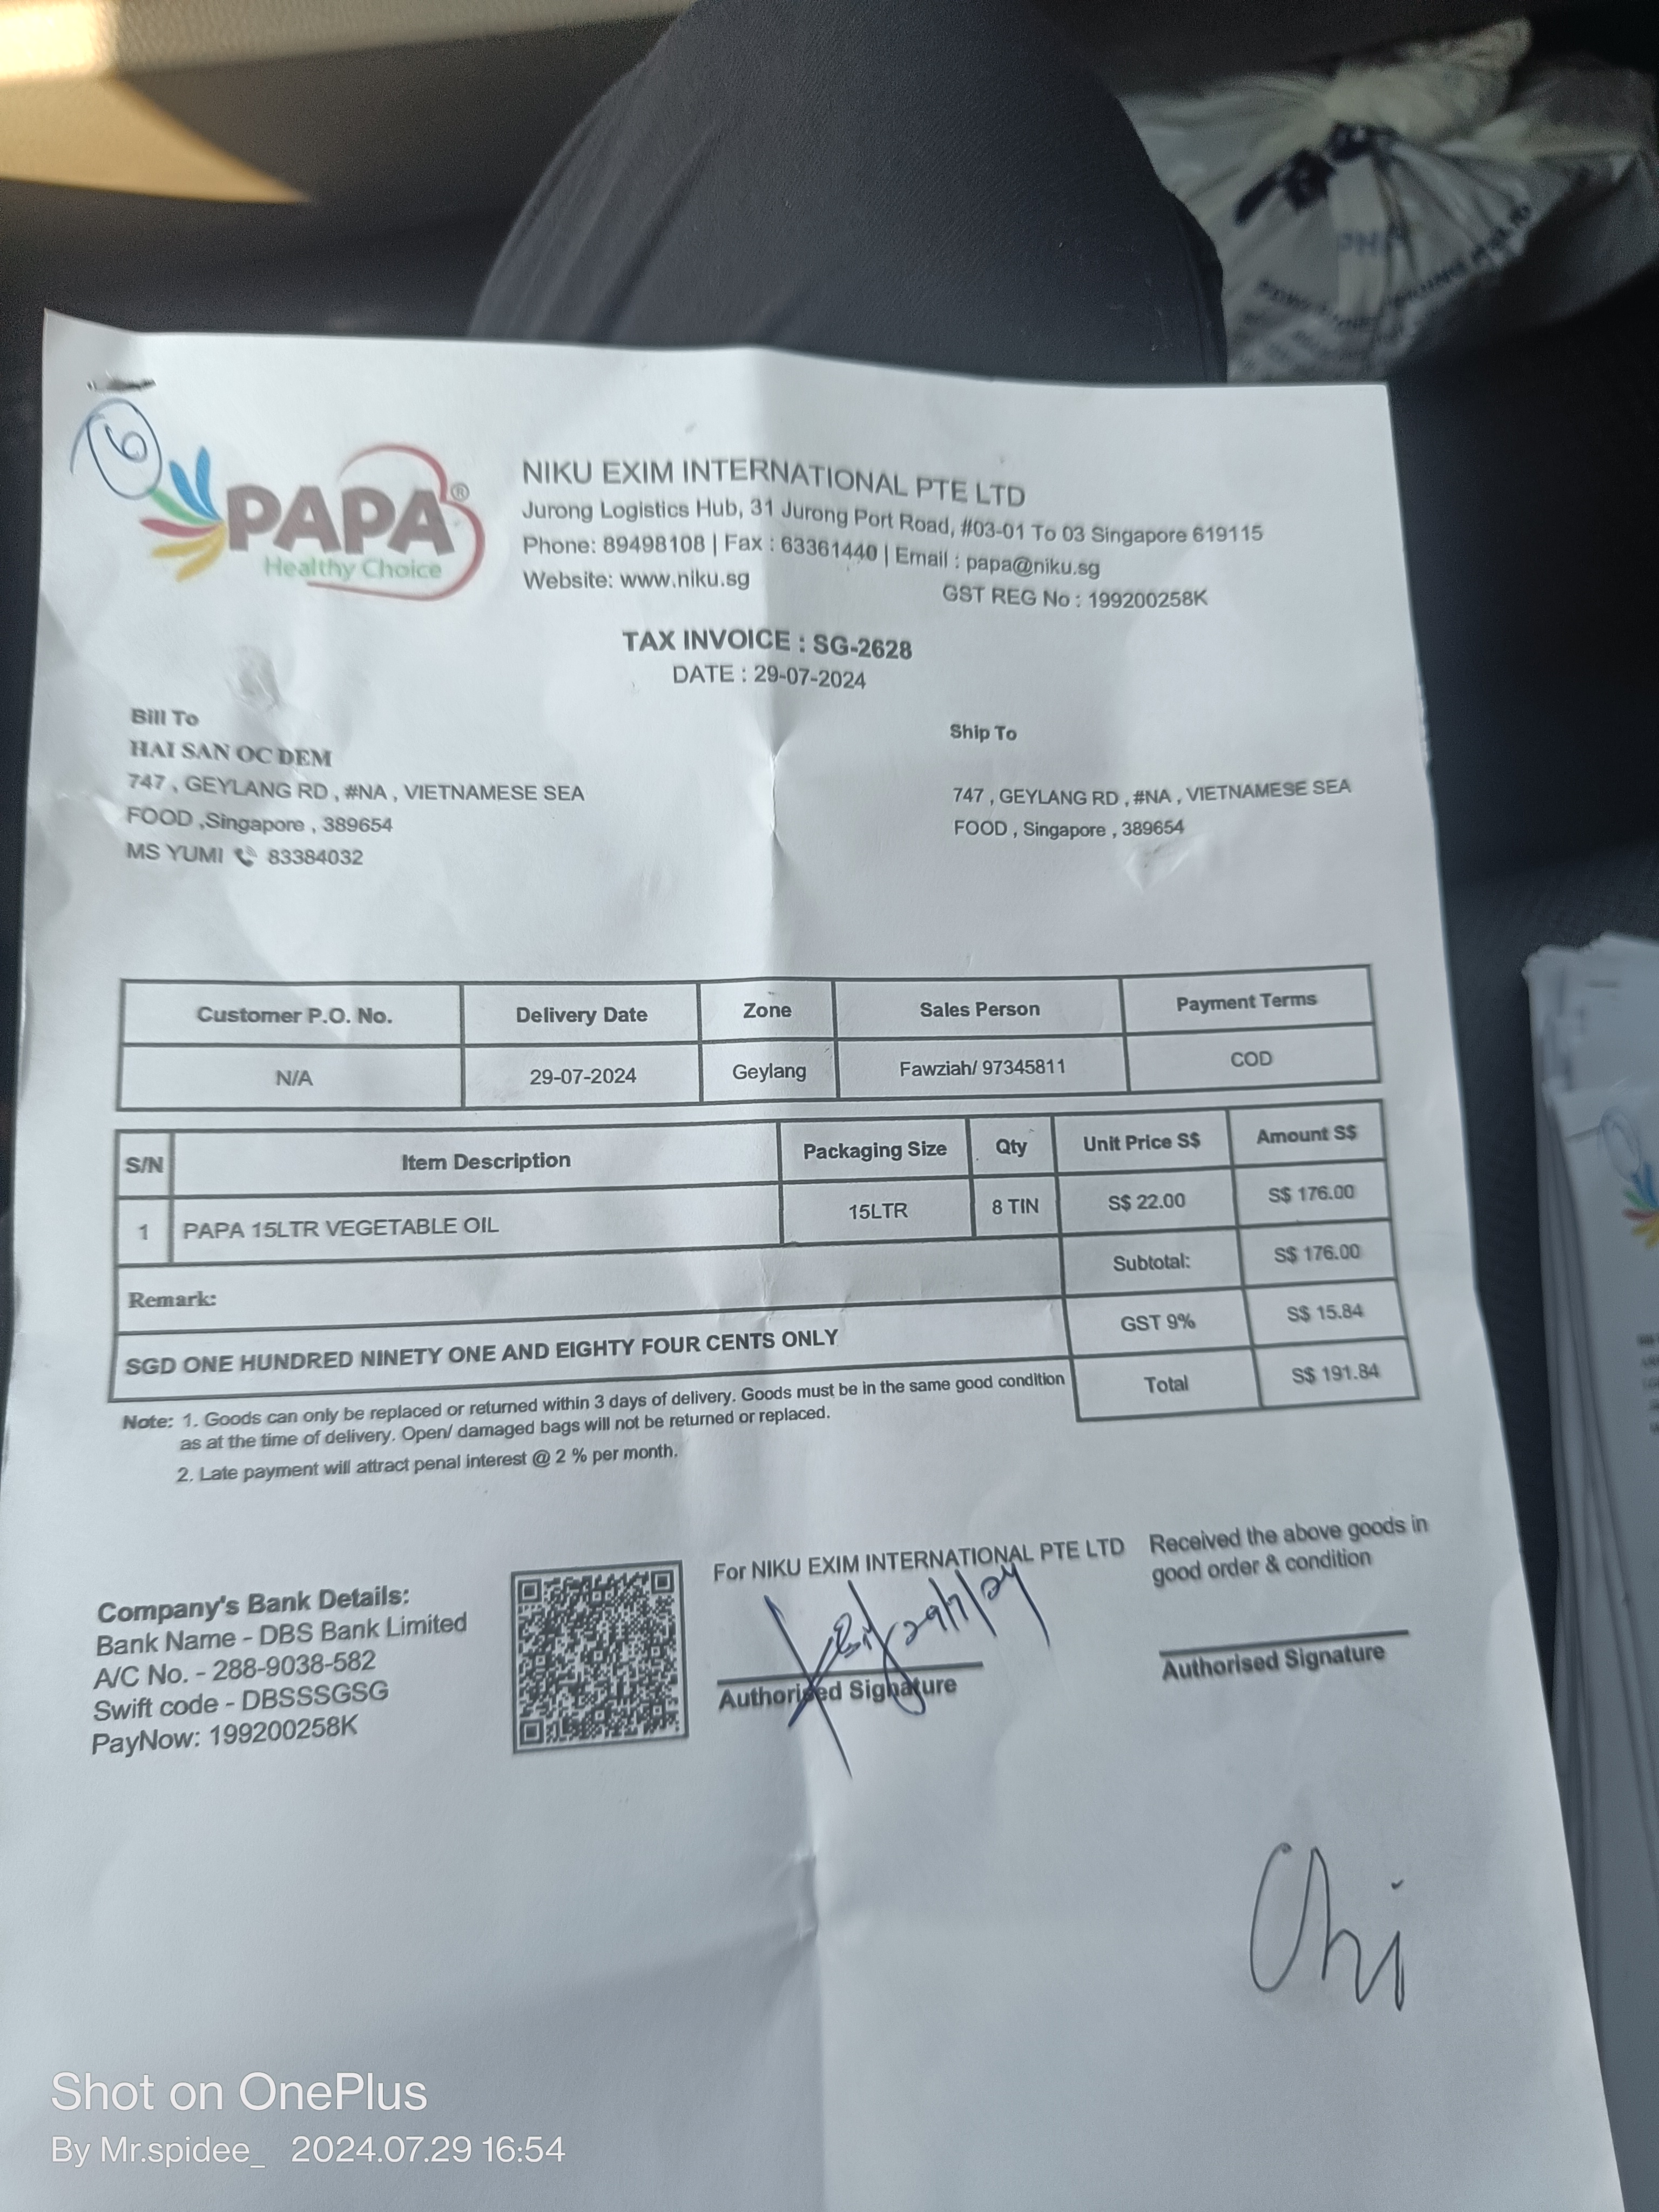 6
PAPA®
Healthy Choice
NIKU EXIM INTERNATIONAL PTE LTD
Jurong Logistics Hub, 31 Jurong Port Road, #03-01 To 03 Singapore 619115
Phone: 89498108 | Fax : 63361440 | Email : papa@niku.sg
Website: www.niku.sg
GST REG No : 199200258K
TAX INVOICE : SG-2628
DATE : 29-07-2024
Bill To
HAI SAN OC DEM
747 , GEYLANG RD , #NA , VIETNAMESE SEA
FOOD ,Singapore , 389654
MS YUMI 83384032
Ship To
747 , GEYLANG RD , #NA , VIETNAMESE SEA
FOOD , Singapore , 389654
Customer P.O. No. Delivery Date Zone Sales Person Payment Terms
N/A 29-07-2024 Geylang Fawziah/ 97345811 COD
S/N Item Description Packaging Size Qty Unit Price S$ Amount S$
1 PAPA 15LTR VEGETABLE OIL 15LTR 8 TIN S$ 22.00 S$ 176.00
Subtotal: S$ 176.00
Remark:
GST 9% S$ 15.84
SGD ONE HUNDRED NINETY ONE AND EIGHTY FOUR CENTS ONLY
Total S$ 191.84
Note: 1. Goods can only be replaced or returned within 3 days of delivery. Goods must be in the same good condition
as at the time of delivery. Open/ damaged bags will not be returned or replaced.
2. Late payment will attract penal interest @ 2 % per month.
Company's Bank Details:
Bank Name - DBS Bank Limited
A/C No. - 288-9038-582
Swift code - DBSSSGSG
PayNow: 199200258K
For NIKU EXIM INTERNATIONAL PTE LTD
29/7/24
Authorised Signature
Received the above goods in
good order & condition
Authorised Signature
Chi
Shot on OnePlus
By Mr.spidee_ 2024.07.29 16:54